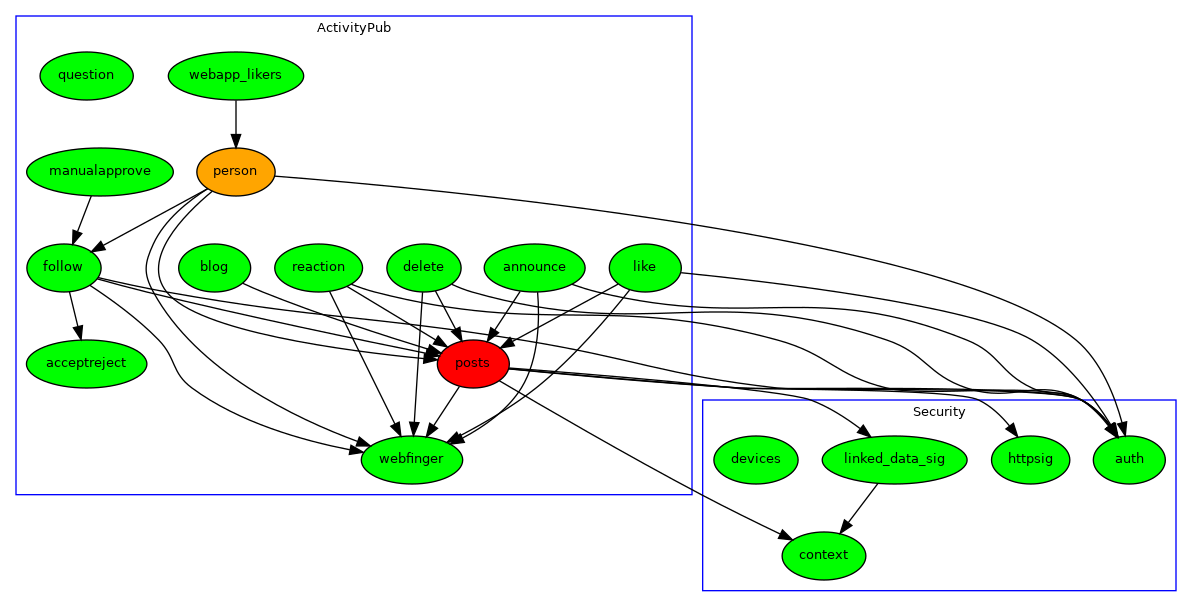 ActivityPub
question
webapp_likers
manualapprove
person
follow
blog
reaction
delete
announce
like
acceptreject
posts
webfinger
Security
devices
linked_data_sig
httpsig
auth
context